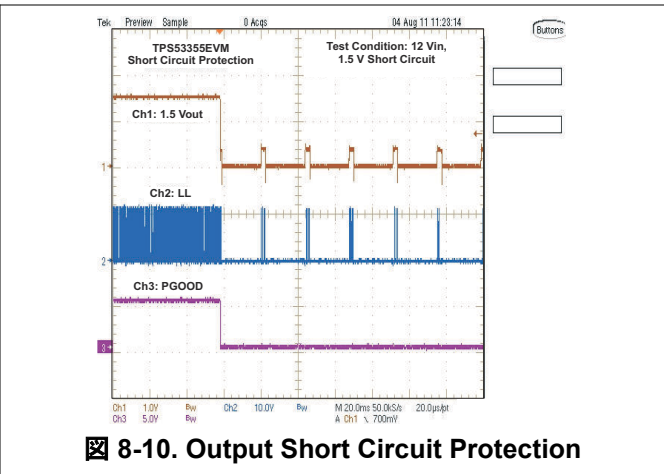 Tek Preview Sample 0 Acqs 04 Aug 11 11:23:14
Buttons
TPS53355EVM
Short Circuit Protection
Test Condition: 12 Vin,
1.5 V Short Circuit
Ch1: 1.5 Vout
1
Ch2: LL
2
Ch3: PGOOD
3
Ch1 1.0V Bw Ch2 10.0V Bw M 20.0ms 50.0kS/s 20.0µs/pt
Ch3 5.0V Bw A Ch1 \ 700mV
図 8-10. Output Short Circuit Protection